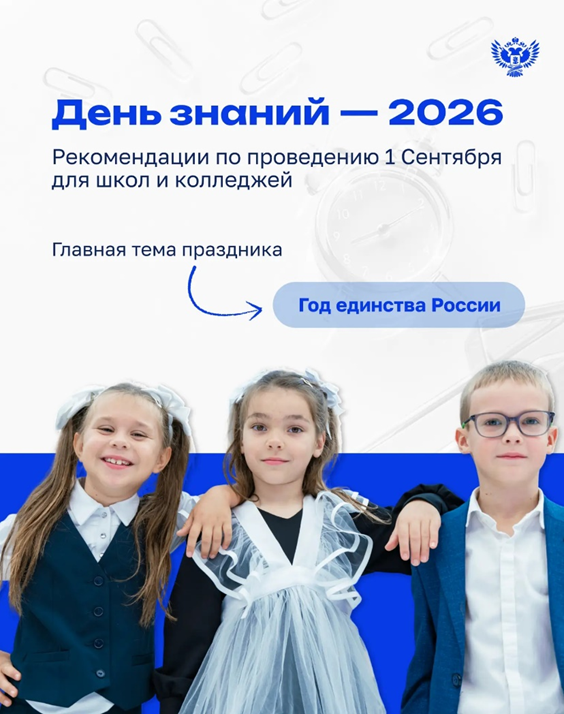 День знаний — 2026
Рекомендации по проведению 1 Сентября
для школ и колледжей
Главная тема праздника
Год единства России